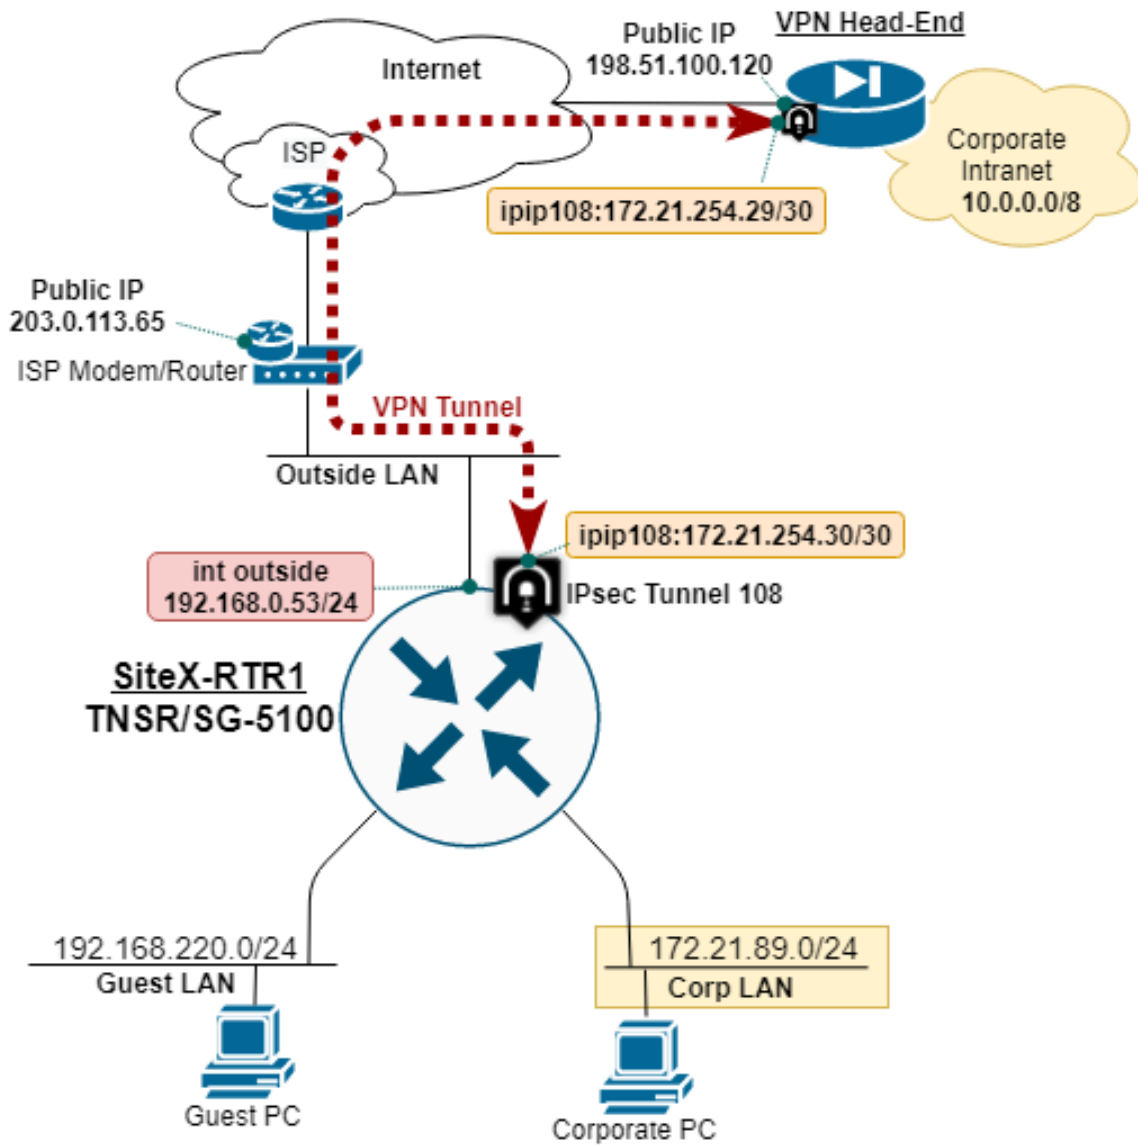 VPN Head-End
Public IP
198.51.100.120
Internet
ISP
Corporate
Intranet
10.0.0.0/8
ipip108:172.21.254.29/30
Public IP
203.0.113.65
ISP Modem/Router
VPN Tunnel
Outside LAN
ipip108:172.21.254.30/30
int outside
192.168.0.53/24
IPsec Tunnel 108
SiteX-RTR1
TNSR/SG-5100
192.168.220.0/24
Guest LAN
172.21.89.0/24
Corp LAN
Guest PC
Corporate PC